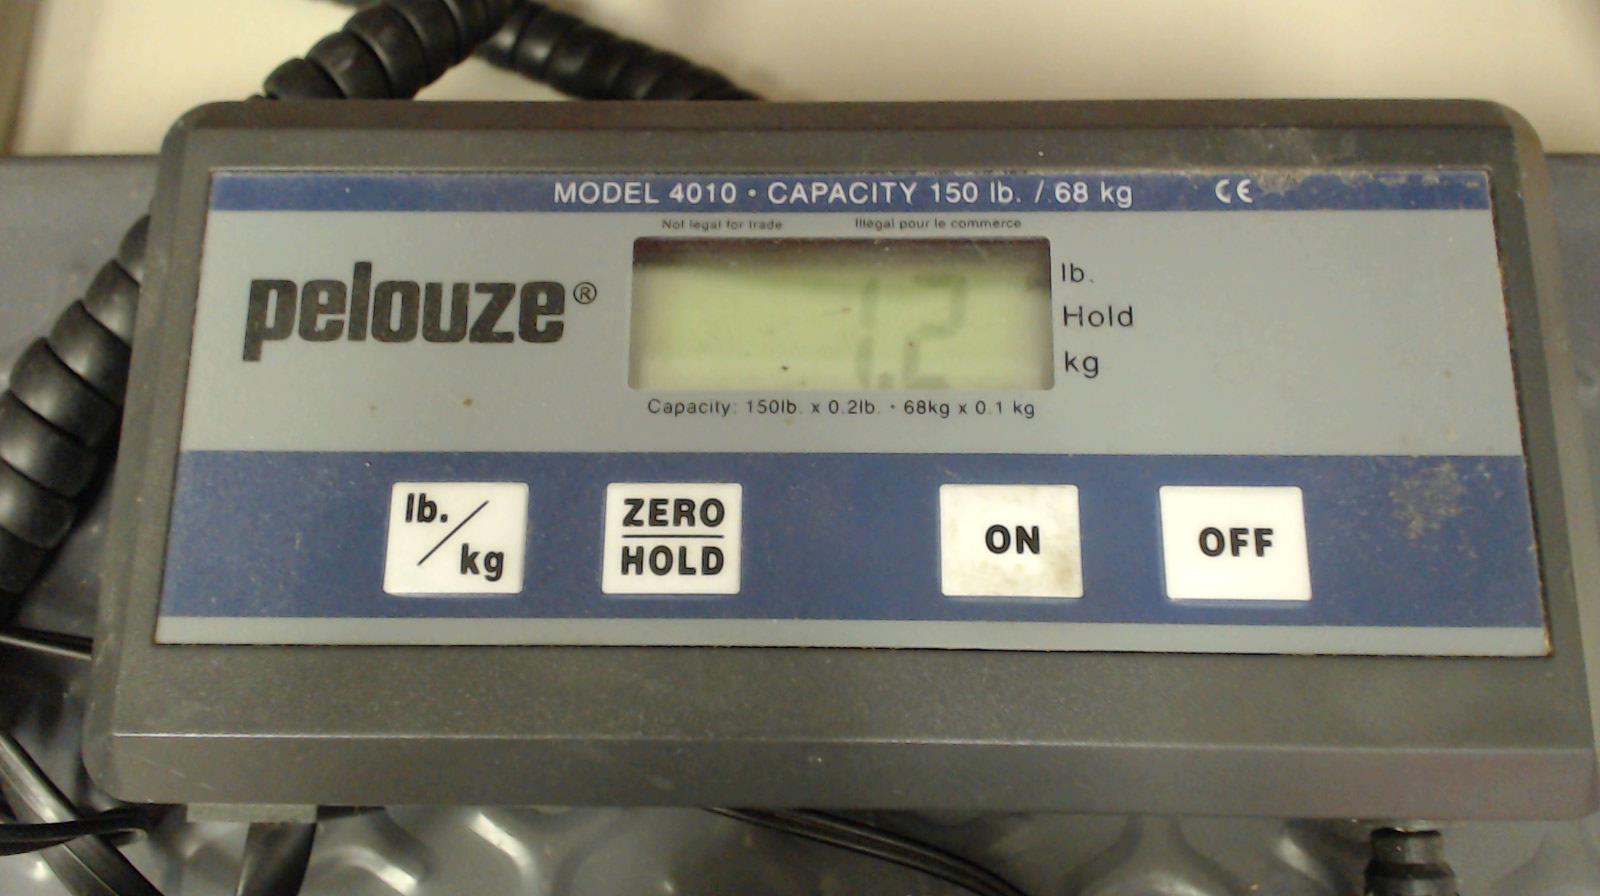 MODEL 4010 • CAPACITY 150 lb. / 68 kg CE
Not legal for trade Illégal pour le commerce
pelouze®
1.2
lb.
Hold
kg
Capacity: 150lb. x 0.2lb. • 68kg x 0.1 kg
lb./kg
ZERO
HOLD
ON
OFF